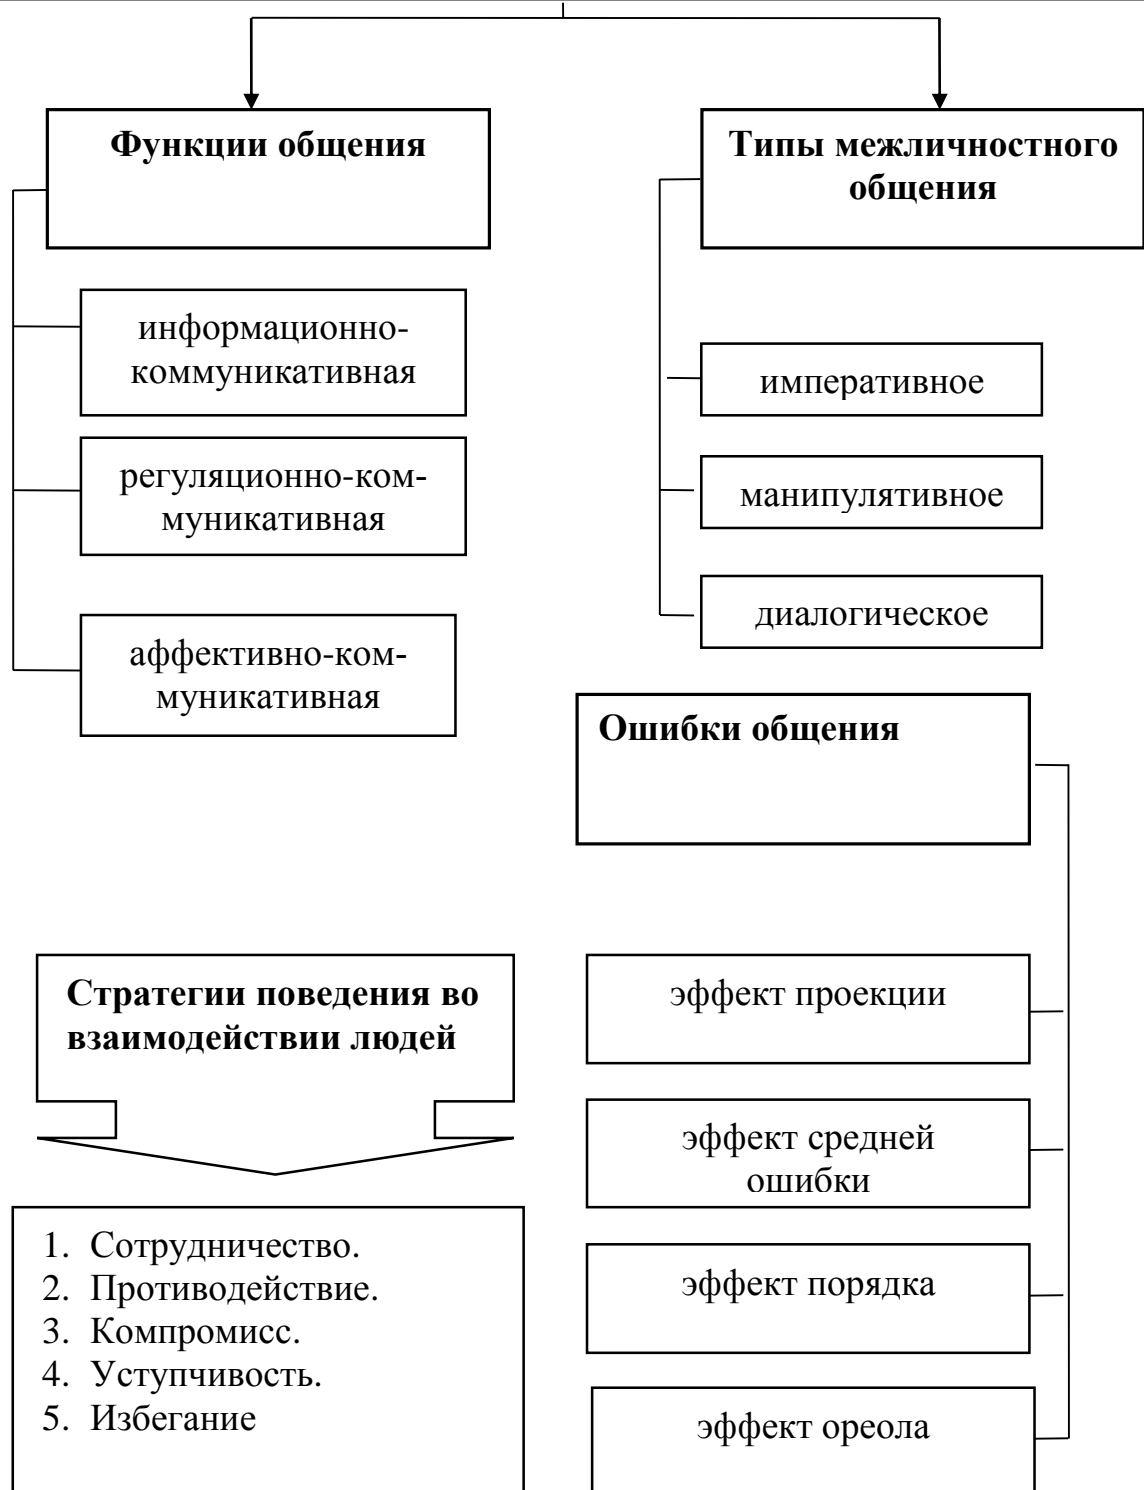 Функции общения
информационно-
коммуникативная
регуляционно-ком-
муникативная
аффективно-ком-
муникативная
Типы межличностного
общения
императивное
манипулятивное
диалогическое
Ошибки общения
эффект проекции
эффект средней
ошибки
эффект порядка
эффект ореола
Стратегии поведения во
взаимодействии людей
1. Сотрудничество.
2. Противодействие.
3. Компромисс.
4. Уступчивость.
5. Избегание